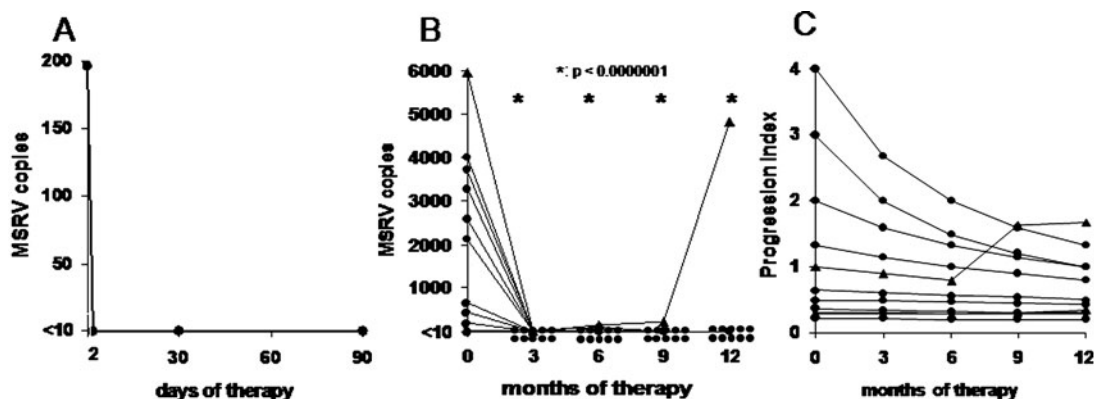 A
MSRV copies
200
150
100
50
<10
2 30 60 90
days of therapy
B
*: p < 0.0000001
* * * *
MSRV copies
6000
5000
4000
3000
2000
1000
<10
0 3 6 9 12
months of therapy
C
Progression Index
4
3
2
1
0
0 3 6 9 12
months of therapy